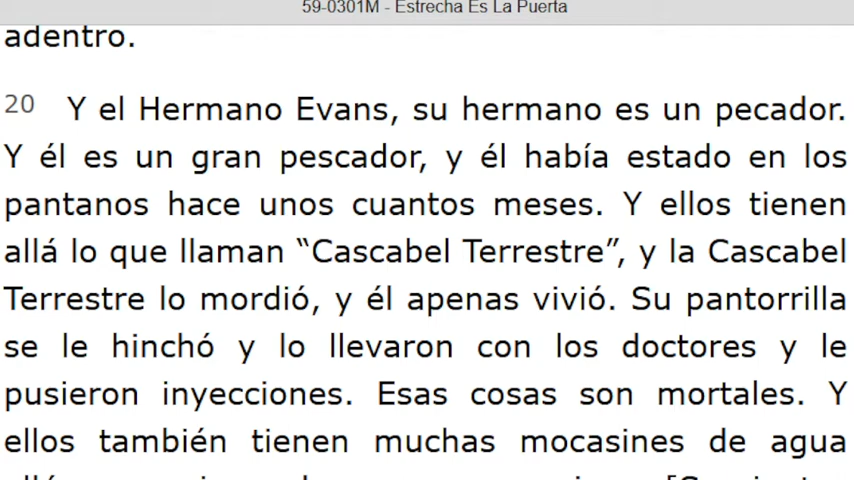 59-0301M - Estrecha Es La Puerta
adentro.
20 Y el Hermano Evans, su hermano es un pecador.
Y él es un gran pescador, y él había estado en los
pantanos hace unos cuantos meses. Y ellos tienen
allá lo que llaman “Cascabel Terrestre”, y la Cascabel
Terrestre lo mordió, y él apenas vivió. Su pantorrilla
se le hinchó y lo llevaron con los doctores y le
pusieron inyecciones. Esas cosas son mortales. Y
ellos también tienen muchas mocasines de agua